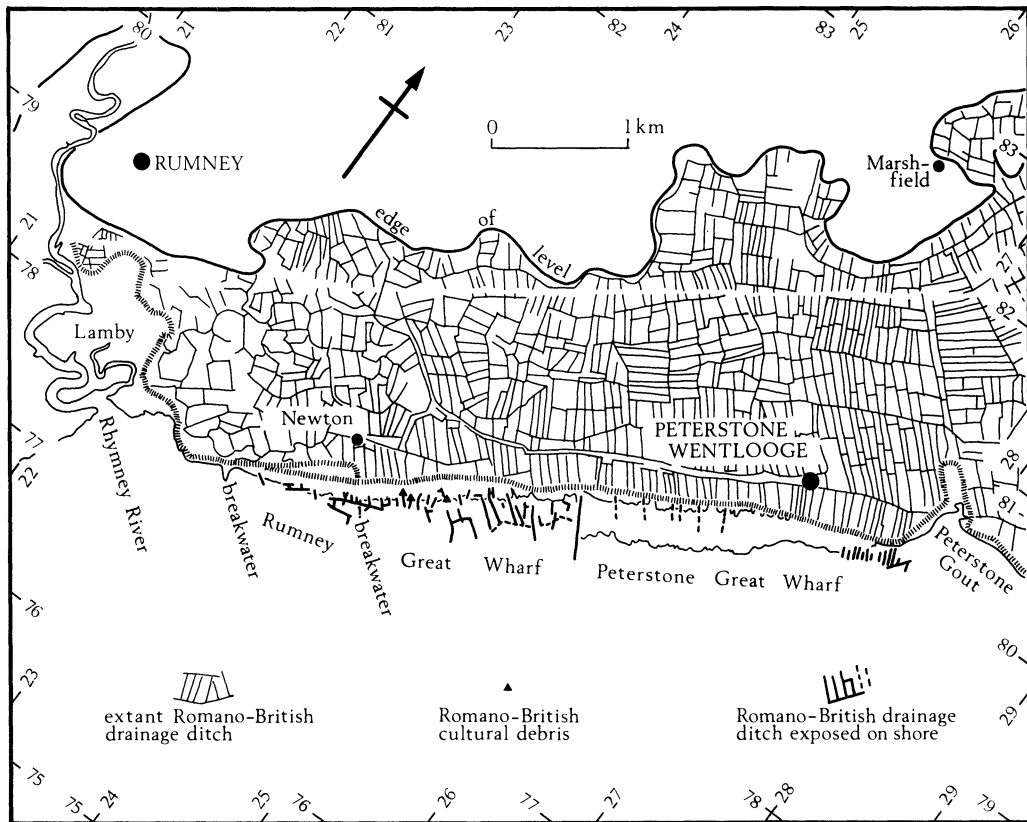 80
21
22
81
23
82
24
83
25
26
79
0
1 km
RUMNEY
Marsh-
field
83
edge
of
level
21
78
27
82
Lamby
Newton
PETERSTONE
WENTLOOGE
77
22
28
81
Rhymney River
breakwater
Rumney
breakwater
Great
Wharf
Peterstone
Great
Wharf
Peterstone
Gout
76
23
80
29
extant Romano-British
drainage ditch
Romano-British
cultural debris
Romano-British drainage
ditch exposed on shore
75
75
24
25
76
26
77
27
78
28
29
79